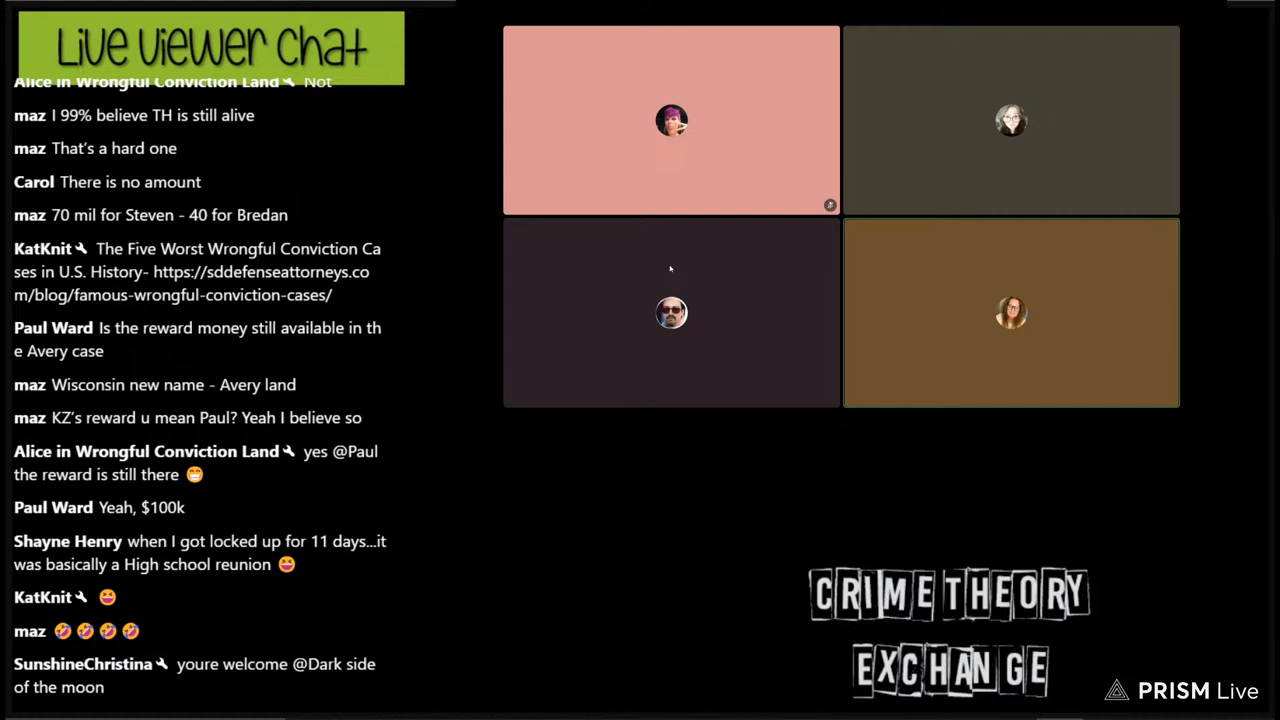 Live viewer chat
Alice in Wrongful Conviction Land Not
maz I 99% believe TH is still alive
maz That's a hard one
Carol There is no amount
maz 70 mil for Steven - 40 for Bredan
KatKnit The Five Worst Wrongful Conviction Ca
ses in U.S. History- https://sddefenseattorneys.co
m/blog/famous-wrongful-conviction-cases/
Paul Ward Is the reward money still available in th
e Avery case
maz Wisconsin new name - Avery land
maz KZ's reward u mean Paul? Yeah I believe so
Alice in Wrongful Conviction Land yes @Paul
the reward is still there 😁
Paul Ward Yeah, $100k
Shayne Henry when I got locked up for 11 days...it
was basically a High school reunion 😆
KatKnit 😆
maz 🤣 🤣 🤣 🤣
SunshineChristina youre welcome @Dark side
of the moon
CRIME THEORY
EXCHANGE
PRISM Live